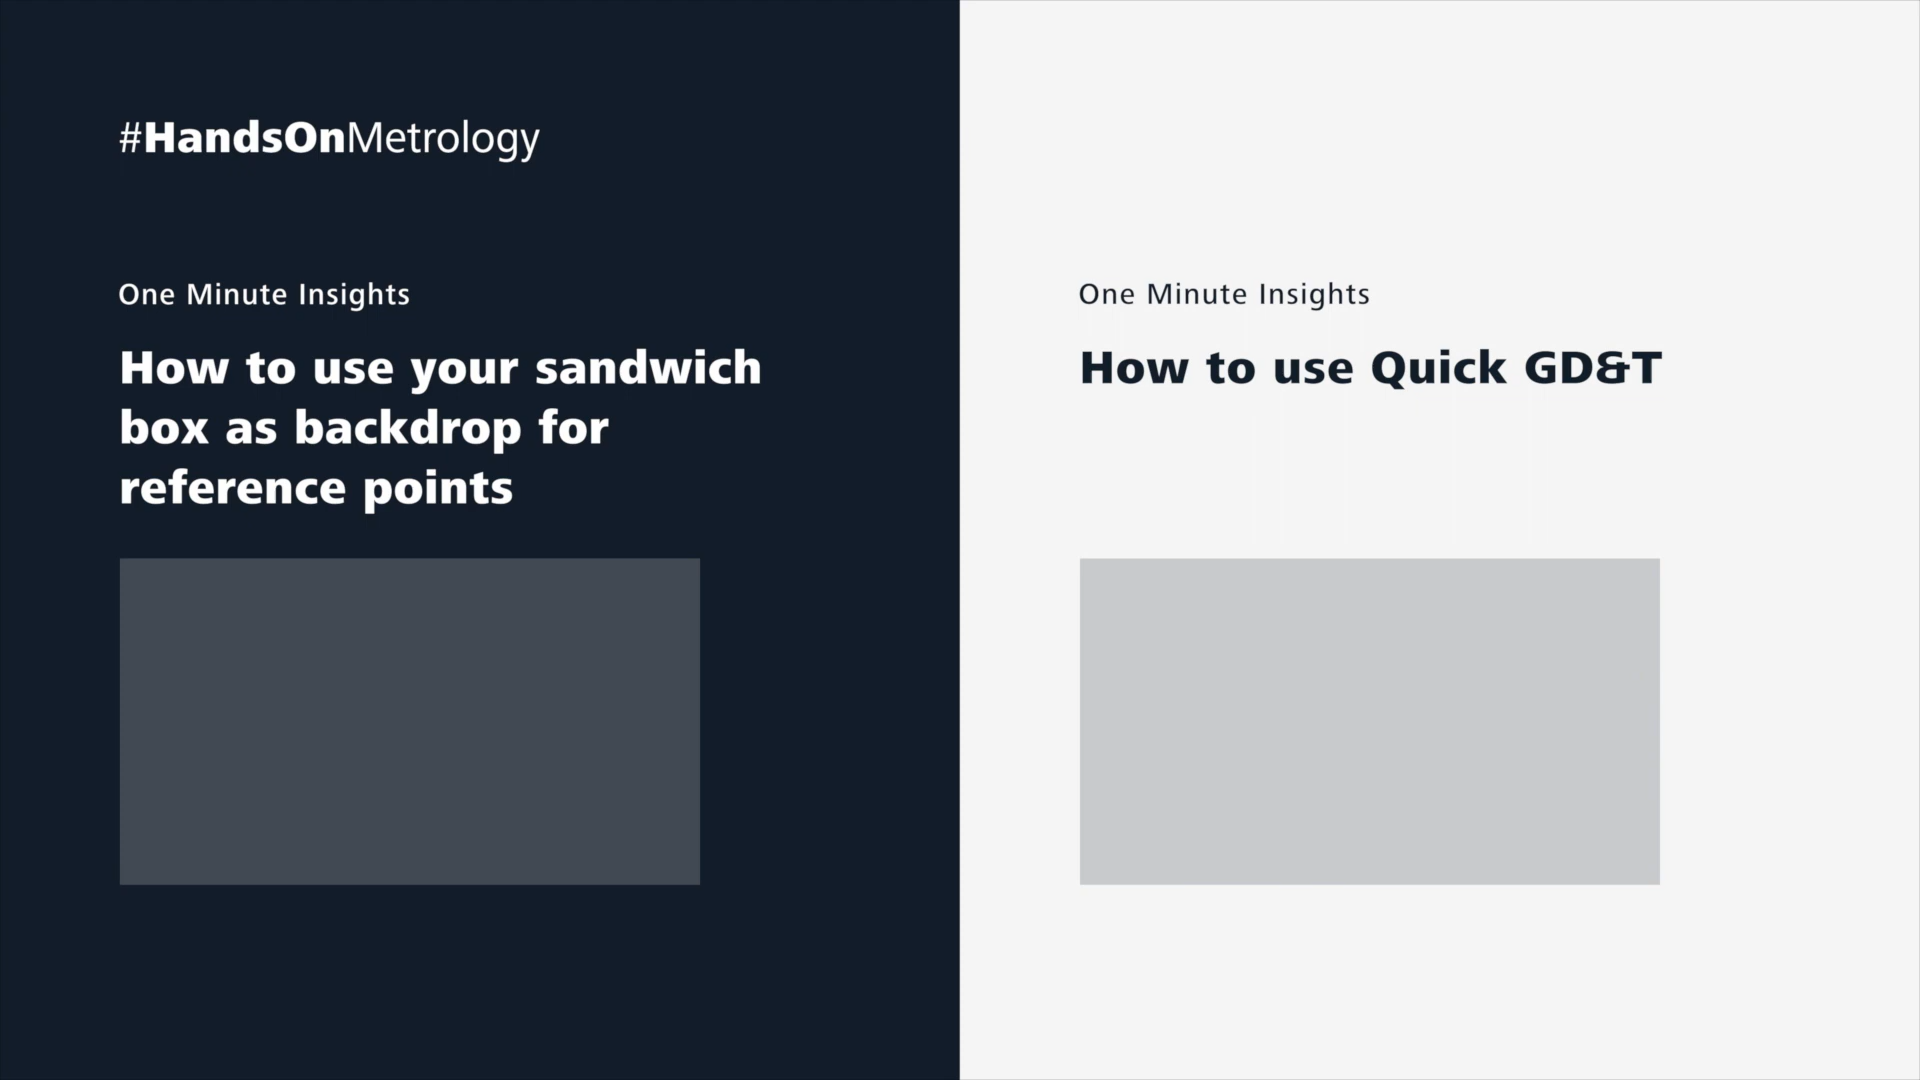 #HandsOnMetrology
One Minute Insights
How to use your sandwich
box as backdrop for
reference points
One Minute Insights
How to use Quick GD&T